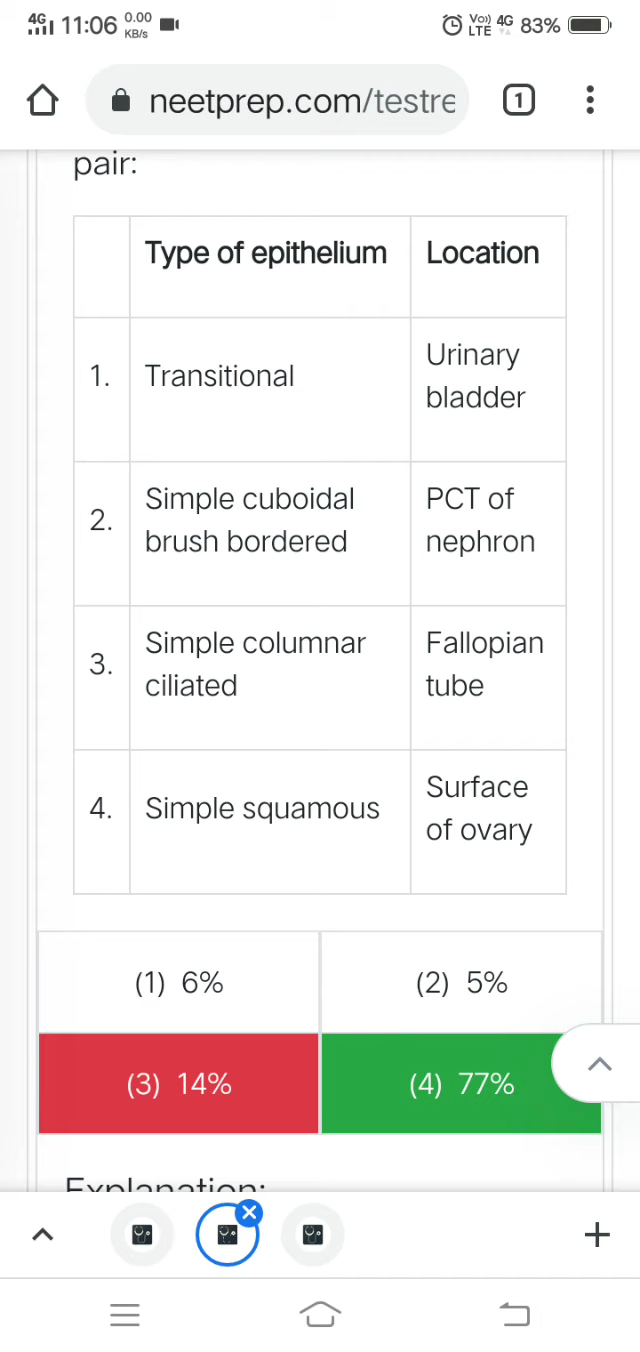 4G 11:06 0.00 KB/s Vo)) LTE 4G 83%
neetprep.com/testre 1
pair:
Type of epithelium Location
1. Transitional Urinary bladder
2. Simple cuboidal brush bordered PCT of nephron
3. Simple columnar ciliated Fallopian tube
4. Simple squamous Surface of ovary
(1) 6% (2) 5%
(3) 14% (4) 77%
Explanation: